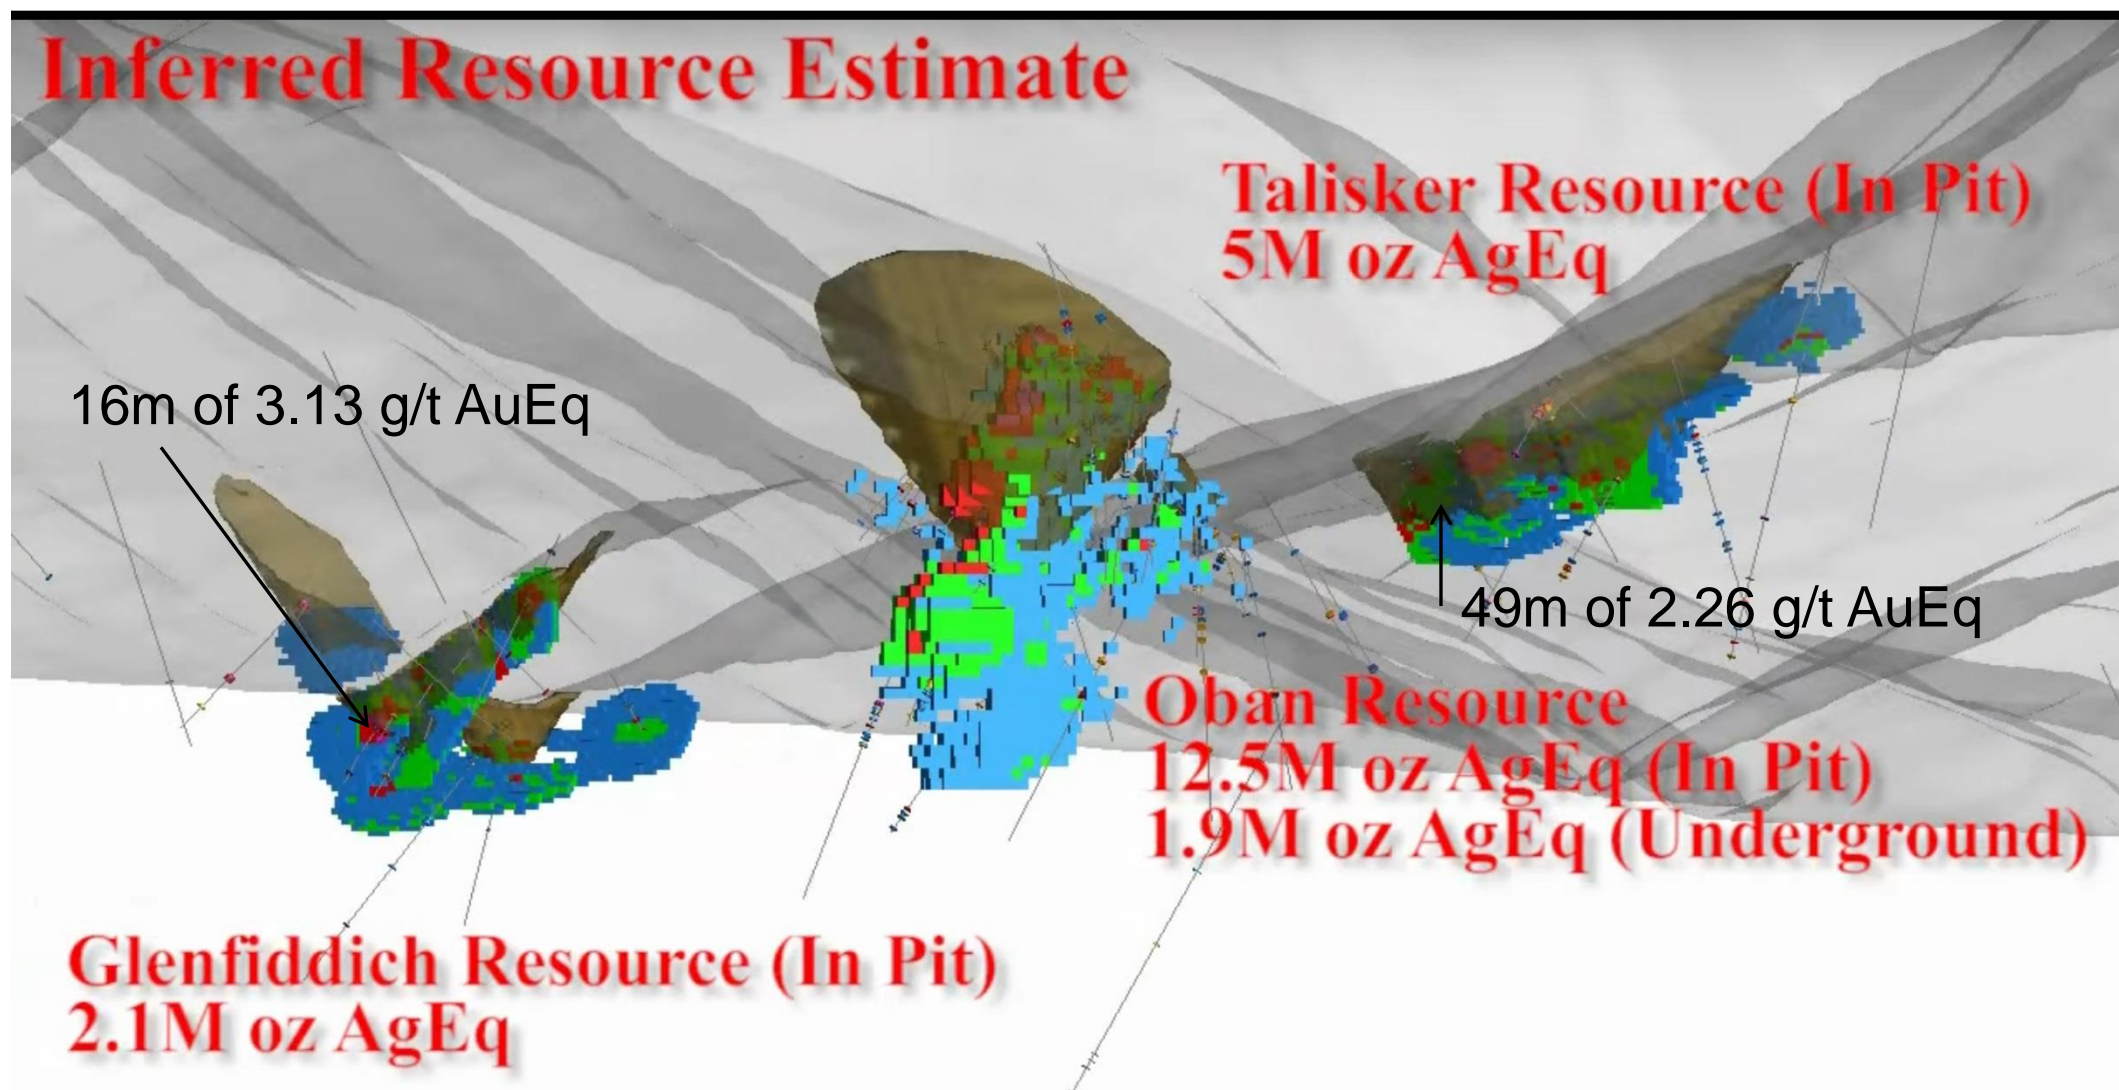 Inferred Resource Estimate
Talisker Resource (In Pit)
5M oz AgEq
16m of 3.13 g/t AuEq
49m of 2.26 g/t AuEq
Oban Resource
12.5M oz AgEq (In Pit)
1.9M oz AgEq (Underground)
Glenfiddich Resource (In Pit)
2.1M oz AgEq